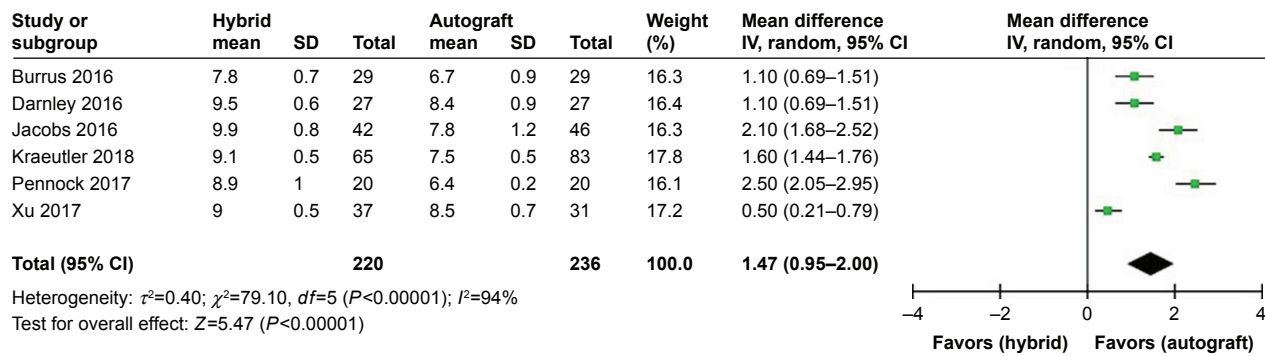 Study or subgroup Hybrid mean SD Total Autograft mean SD Total Weight (%) Mean difference IV, random, 95% CI Mean difference IV, random, 95% CI
Burrus 2016 7.8 0.7 29 6.7 0.9 29 16.3 1.10 (0.69–1.51)
Darnley 2016 9.5 0.6 27 8.4 0.9 27 16.4 1.10 (0.69–1.51)
Jacobs 2016 9.9 0.8 42 7.8 1.2 46 16.3 2.10 (1.68–2.52)
Kraeutler 2018 9.1 0.5 65 7.5 0.5 83 17.8 1.60 (1.44–1.76)
Pennock 2017 8.9 1 20 6.4 0.2 20 16.1 2.50 (2.05–2.95)
Xu 2017 9 0.5 37 8.5 0.7 31 17.2 0.50 (0.21–0.79)
Total (95% CI) 220 236 100.0 1.47 (0.95–2.00)
Heterogeneity: τ²=0.40; χ²=79.10, df=5 (P<0.00001); I²=94%
Test for overall effect: Z=5.47 (P<0.00001)
–4 –2 0 2 4
Favors (hybrid) Favors (autograft)